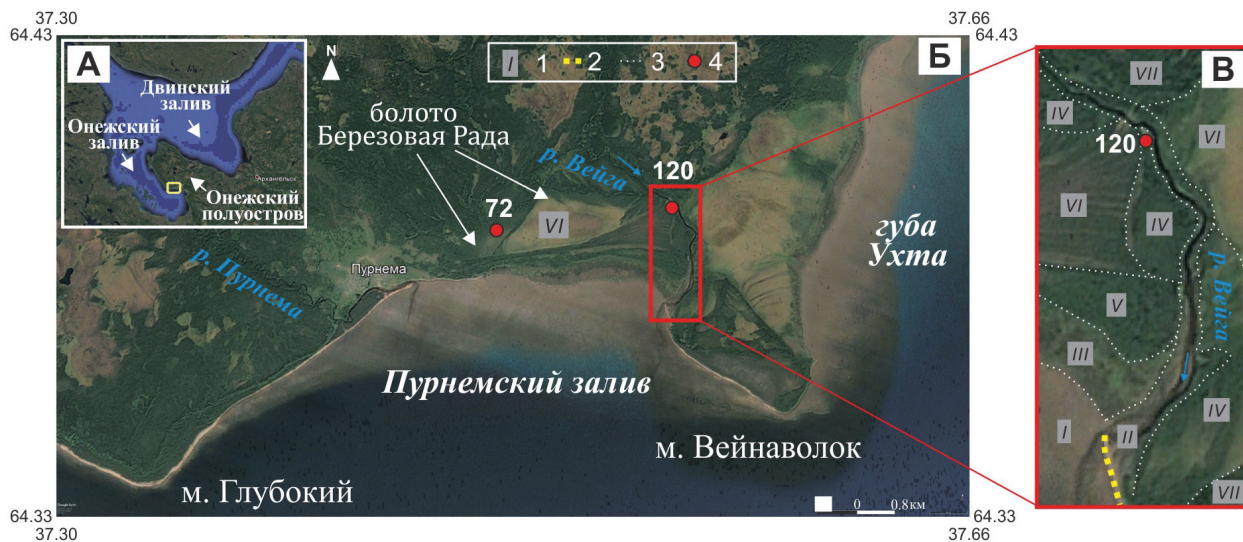 37.30
37.66
64.43
64.43
А
Двинский
залив
Онежский
залив
Архангельск
Онежский
полуостров
N
I 1 2 3 4
Б
болото
Березовая Рада
р. Вейга
120
72
VI
губа
Ухта
р. Пурнема
Пурнема
Пурнемский залив
м. Вейнаволок
м. Глубокий
0 0.8км
64.33
64.33
37.30
37.66
В
VII
IV
120
VI
VI
IV
р. Вейга
V
III
IV
I
II
VII